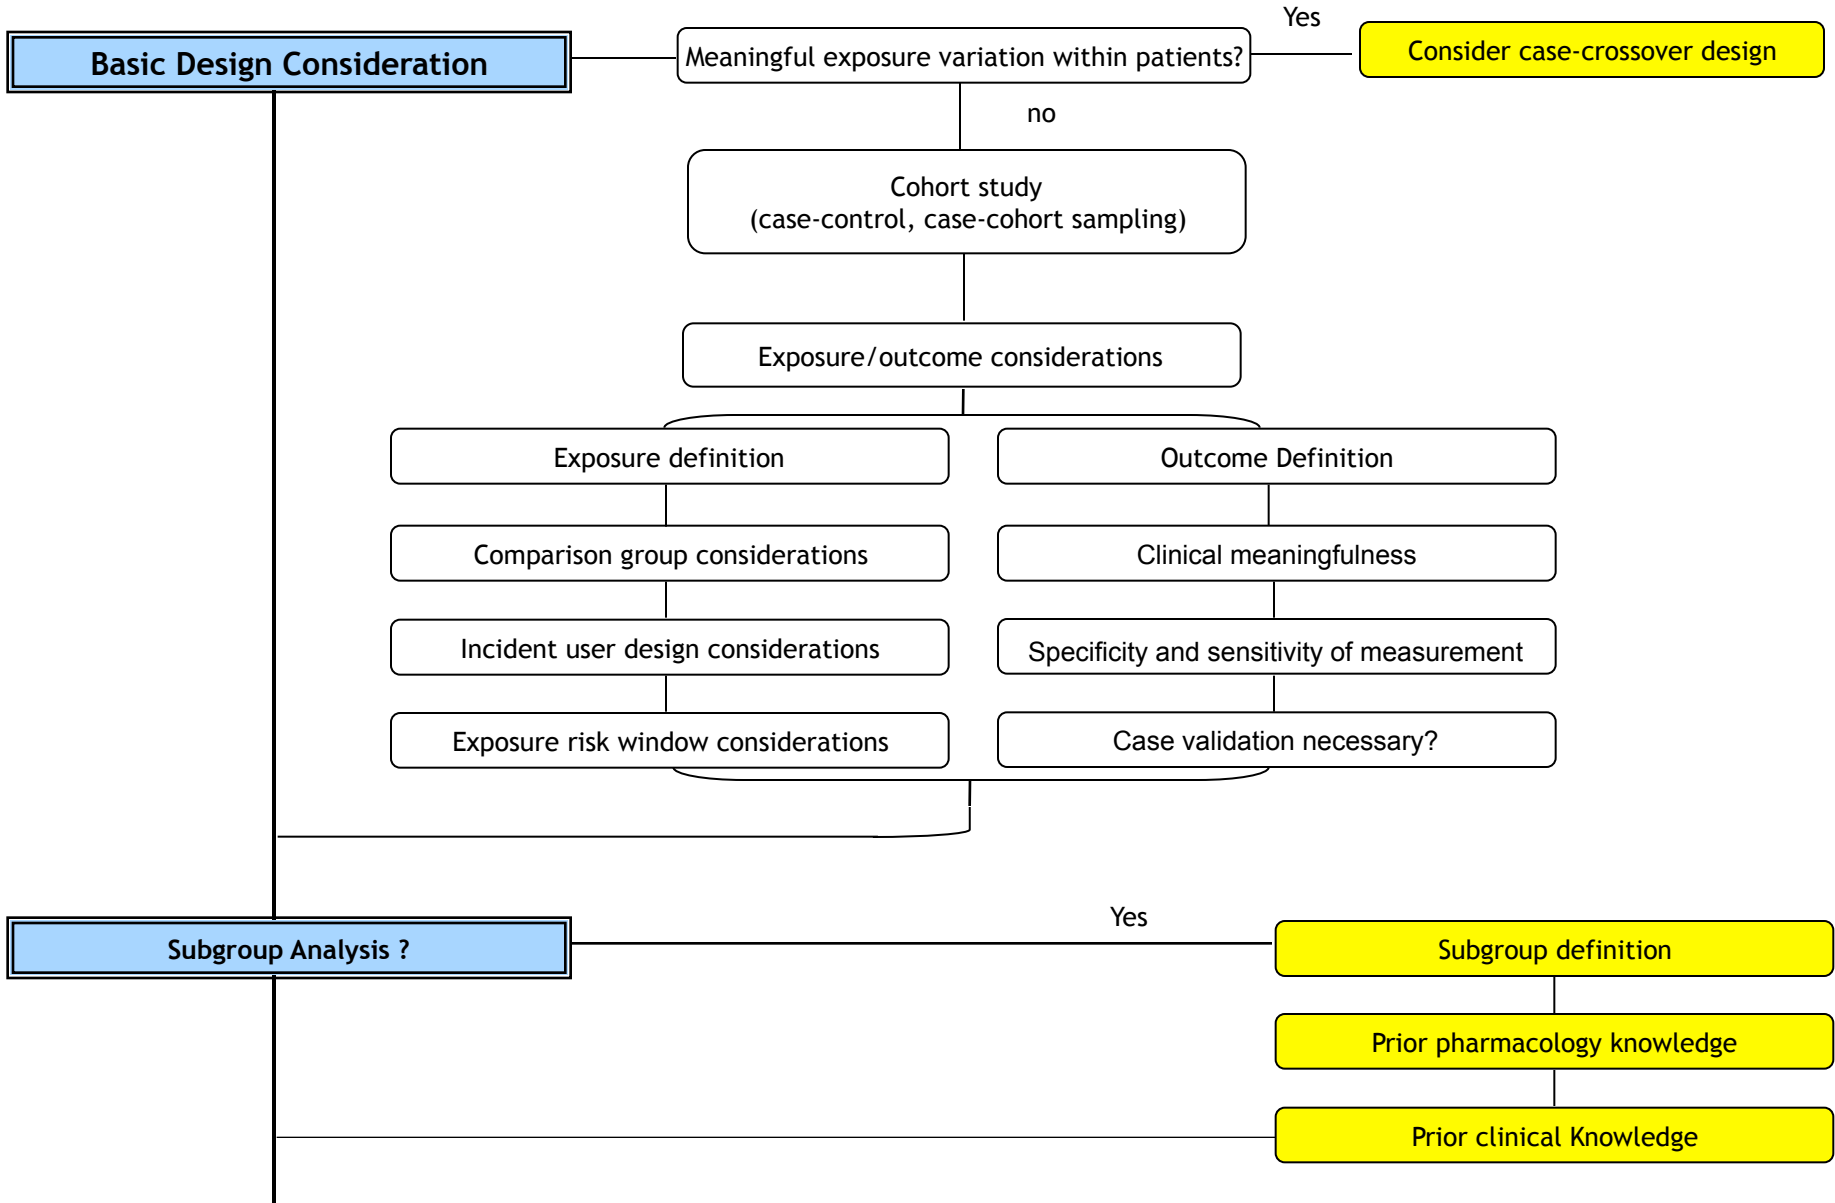 Basic Design Consideration
Meaningful exposure variation within patients?
Yes
Consider case-crossover design
no
Cohort study
(case-control, case-cohort sampling)
Exposure/outcome considerations
Exposure definition
Outcome Definition
Comparison group considerations
Clinical meaningfulness
Incident user design considerations
Specificity and sensitivity of measurement
Exposure risk window considerations
Case validation necessary?
Subgroup Analysis ?
Yes
Subgroup definition
Prior pharmacology knowledge
Prior clinical Knowledge